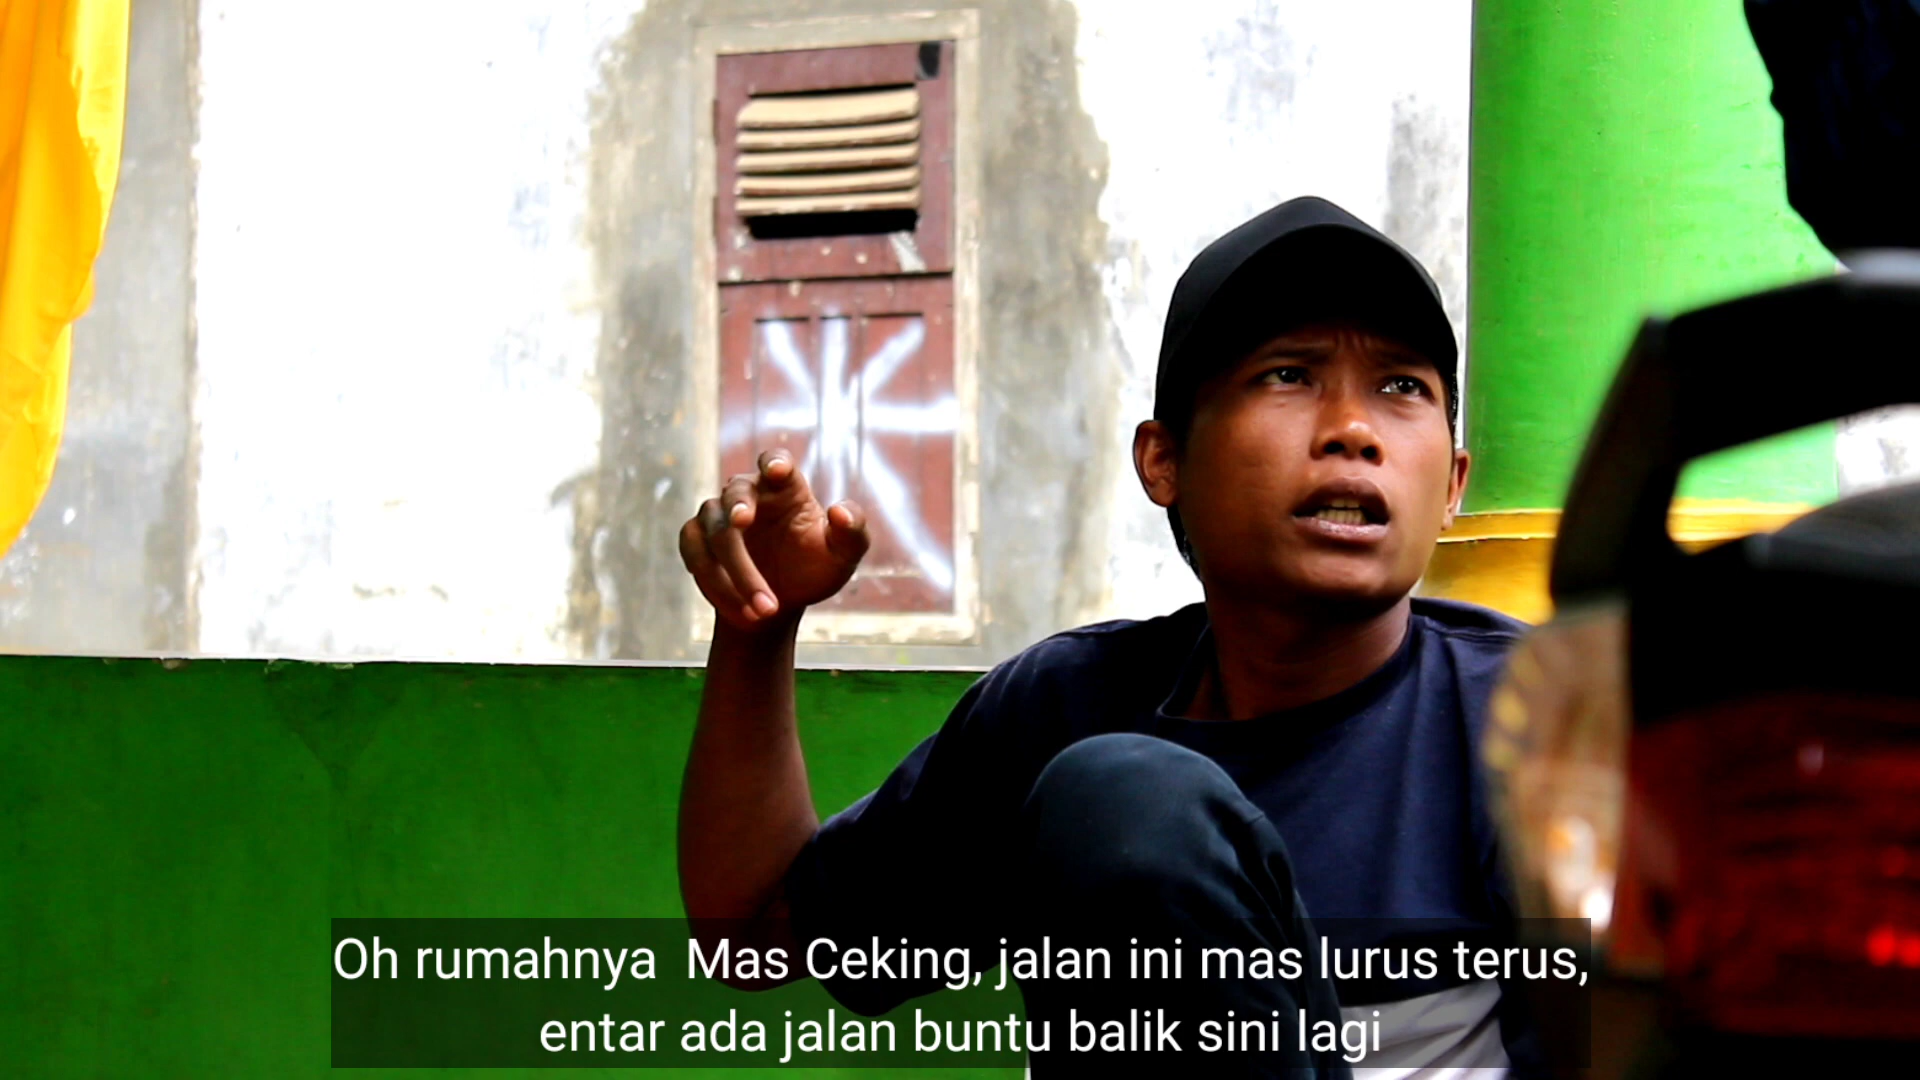 Oh rumahnya  Mas Ceking, jalan ini mas lurus terus,
entar ada jalan buntu balik sini lagi